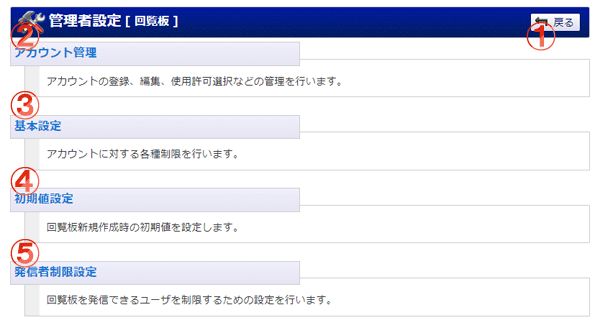 管理者設定 [ 回覧板 ]
① 戻る
② アカウント管理
アカウントの登録、編集、使用許可選択などの管理を行います。
③ 基本設定
アカウントに対する各種制限を行います。
④ 初期値設定
回覧板新規作成時の初期値を設定します。
⑤ 発信者制限設定
回覧板を発信できるユーザを制限するための設定を行います。